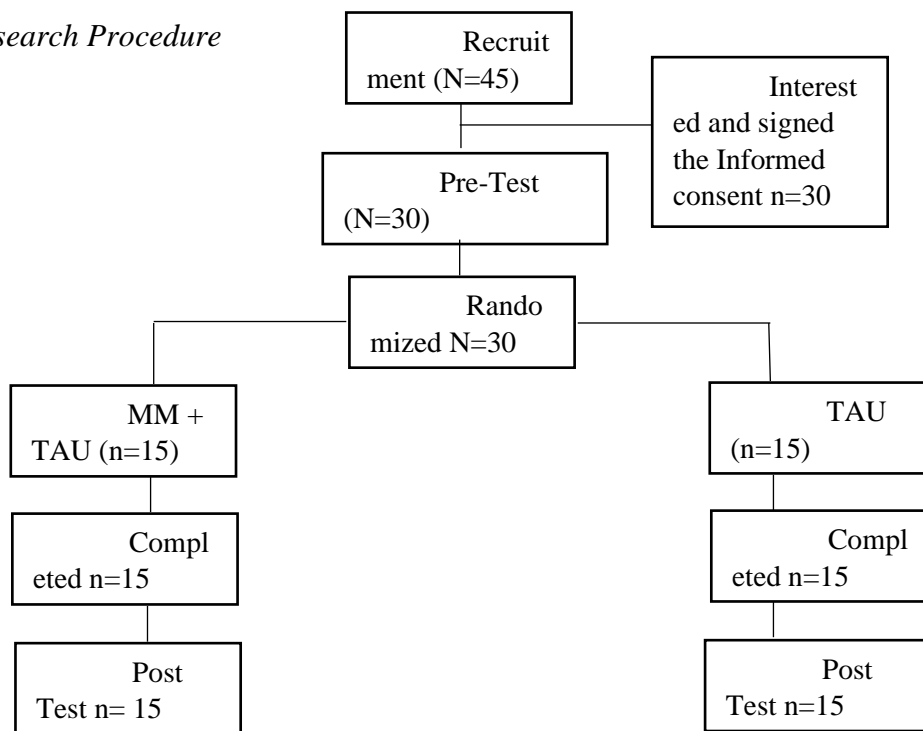 search Procedure
Recruit
ment (N=45)
Interest
ed and signed
the Informed
consent n=30
Pre-Test
(N=30)
Rando
mized N=30
MM +
TAU (n=15)
TAU
(n=15)
Compl
eted n=15
Compl
eted n=15
Post
Test n= 15
Post
Test n=15